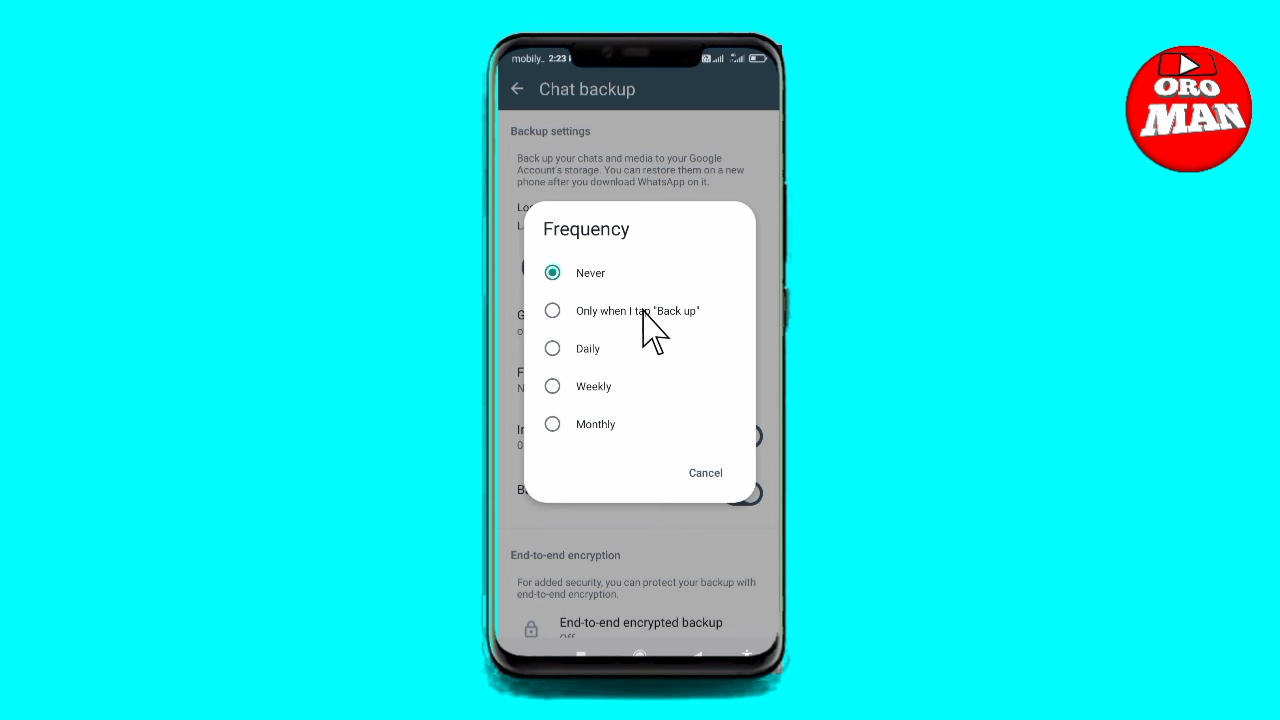 mobily.. 2:23
Chat backup
Backup settings
Back up your chats and media to your Google
Account's storage. You can restore them on a new
phone after you download WhatsApp on it.
Frequency
Never
Only when I tap "Back up"
Daily
Weekly
Monthly
Cancel
End-to-end encryption
For added security, you can protect your backup with
end-to-end encryption.
End-to-end encrypted backup
Off
ORO
MAN